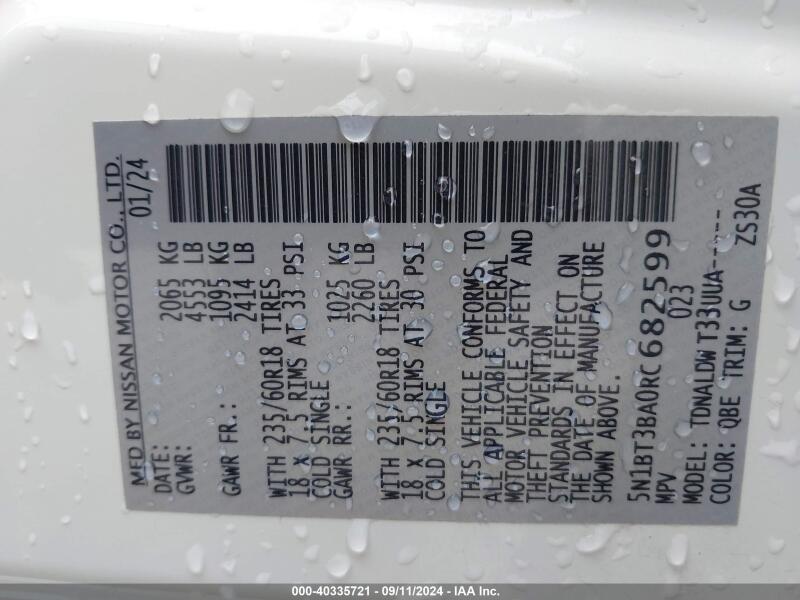 MFD BY NISSAN MOTOR CO., LTD.
DATE: 01/24
GVWR: 2065 KG
4553 LB
GAWR FR.: 1095 KG
2414 LB
WITH 235/60R18 TIRES
18 X 7.5 RIMS AT 33 PSI
COLD SINGLE
GAWR RR.: 1025 KG
2260 LB
WITH 235/60R18 TIRES
18 X 7.5 RIMS AT 30 PSI
COLD SINGLE
THIS VEHICLE CONFORMS TO
ALL APPLICABLE FEDERAL
MOTOR VEHICLE SAFETY AND
THEFT PREVENTION
STANDARDS IN EFFECT ON
THE DATE OF MANUFACTURE
SHOWN ABOVE.
5N1BT3BA0RC682599
MPV 023
MODEL: TDNALDW T33UUA-----
COLOR: QBE TRIM: G ZS30A
000-40335721 - 09/11/2024 - IAA Inc.